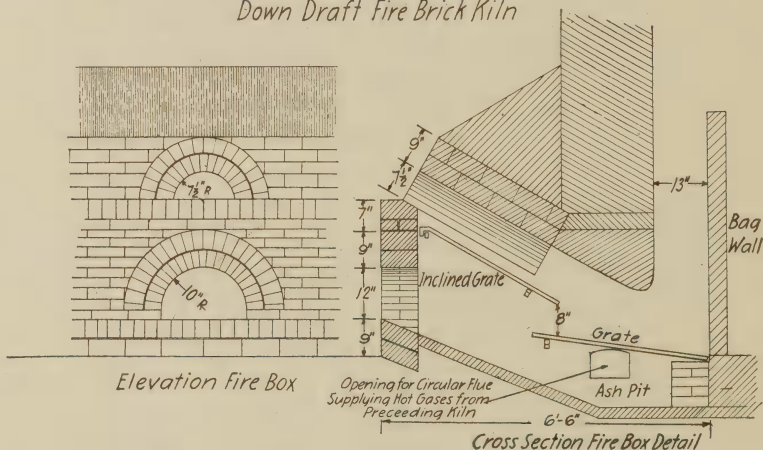 Down Draft Fire Brick Kiln
7½" R
10" R
Elevation Fire Box
9"
7½"
7"
9"
12"
9"
Inclined Grate
13"
Bag
Wall
8"
Grate
Ash Pit
Opening for Circular Flue
Supplying Hot Gases from
Preceeding Kiln
6'-6"
Cross Section Fire Box Detail